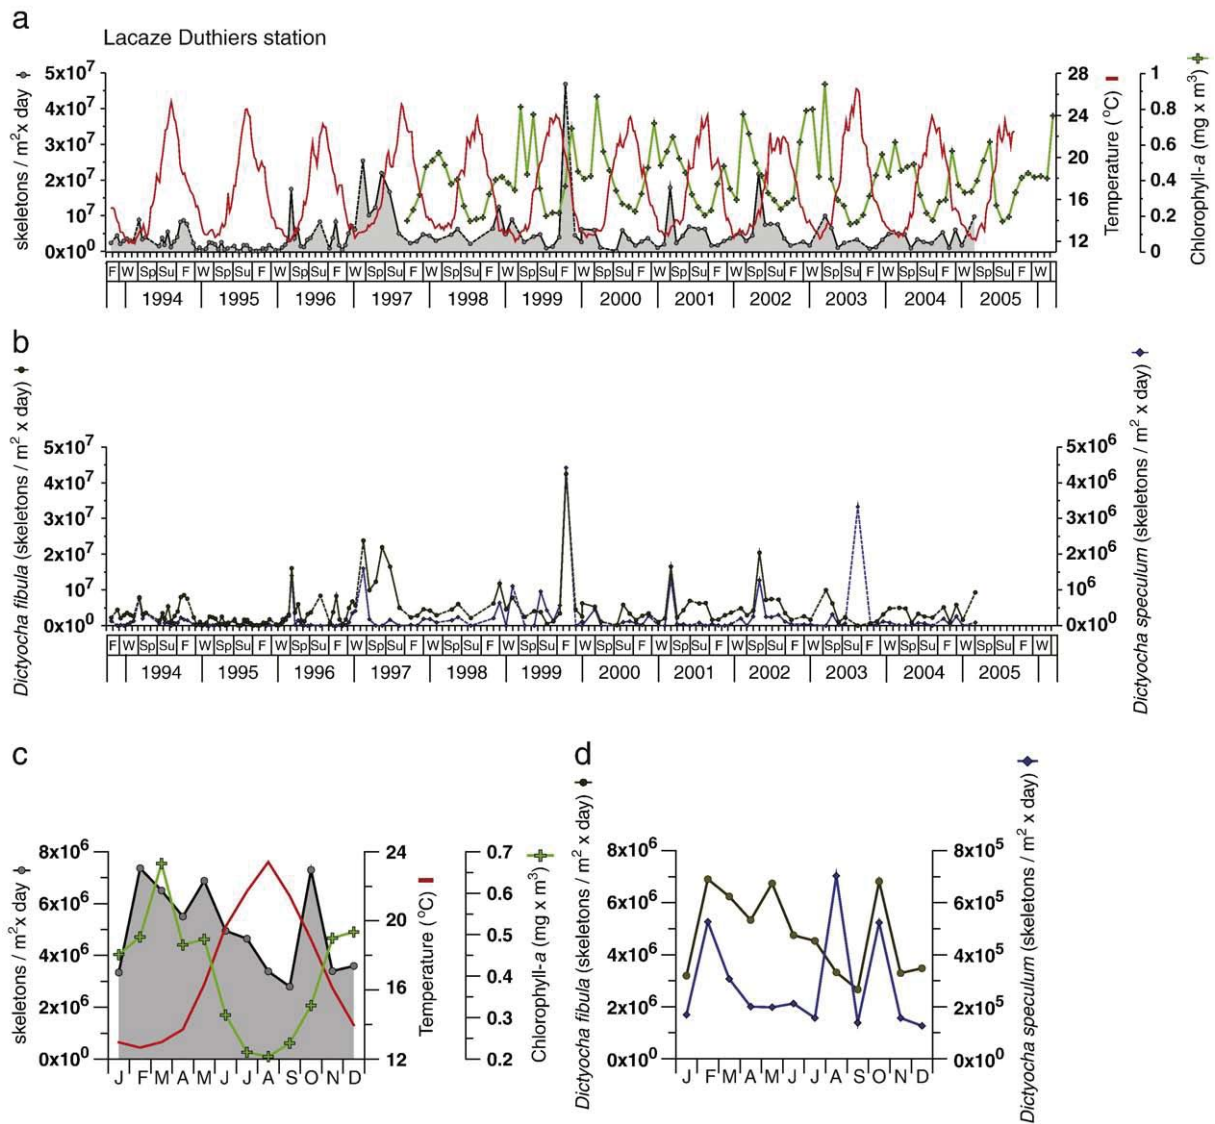 a
Lacaze Duthiers station
skeletons / m²x day
5x10⁷
4x10⁷
3x10⁷
2x10⁷
10⁷
0x10⁰
28
24
20
16
12
Temperature (°C)
1
0.8
0.6
0.4
0.2
0
Chlorophyll-a (mg x m³)
F W Sp Su F W Sp Su F W Sp Su F W Sp Su F W Sp Su F W Sp Su F W Sp Su F W Sp Su F W Sp Su F W Sp Su F W Sp Su F W Sp Su F W
1994 1995 1996 1997 1998 1999 2000 2001 2002 2003 2004 2005
b
Dictyocha fibula (skeletons / m² x day)
5x10⁷
4x10⁷
3x10⁷
2x10⁷
10⁷
0x10⁰
5x10⁶
4x10⁶
3x10⁶
2x10⁶
10⁶
0x10⁰
Dictyocha speculum (skeletons / m² x day)
F W Sp Su F W Sp Su F W Sp Su F W Sp Su F W Sp Su F W Sp Su F W Sp Su F W Sp Su F W Sp Su F W Sp Su F W Sp Su F W Sp Su F W
1994 1995 1996 1997 1998 1999 2000 2001 2002 2003 2004 2005
c
skeletons / m²x day
8x10⁶
6x10⁶
4x10⁶
2x10⁶
0x10⁰
24
20
16
12
Temperature (°C)
0.7
0.6
0.5
0.4
0.3
0.2
Chlorophyll-a (mg x m³)
J F M A M J J A S O N D
d
Dictyocha fibula (skeletons / m² x day)
8x10⁶
6x10⁶
4x10⁶
2x10⁶
0x10⁰
8x10⁵
6x10⁵
4x10⁵
2x10⁵
0x10⁰
Dictyocha speculum (skeletons / m² x day)
J F M A M J J A S O N D